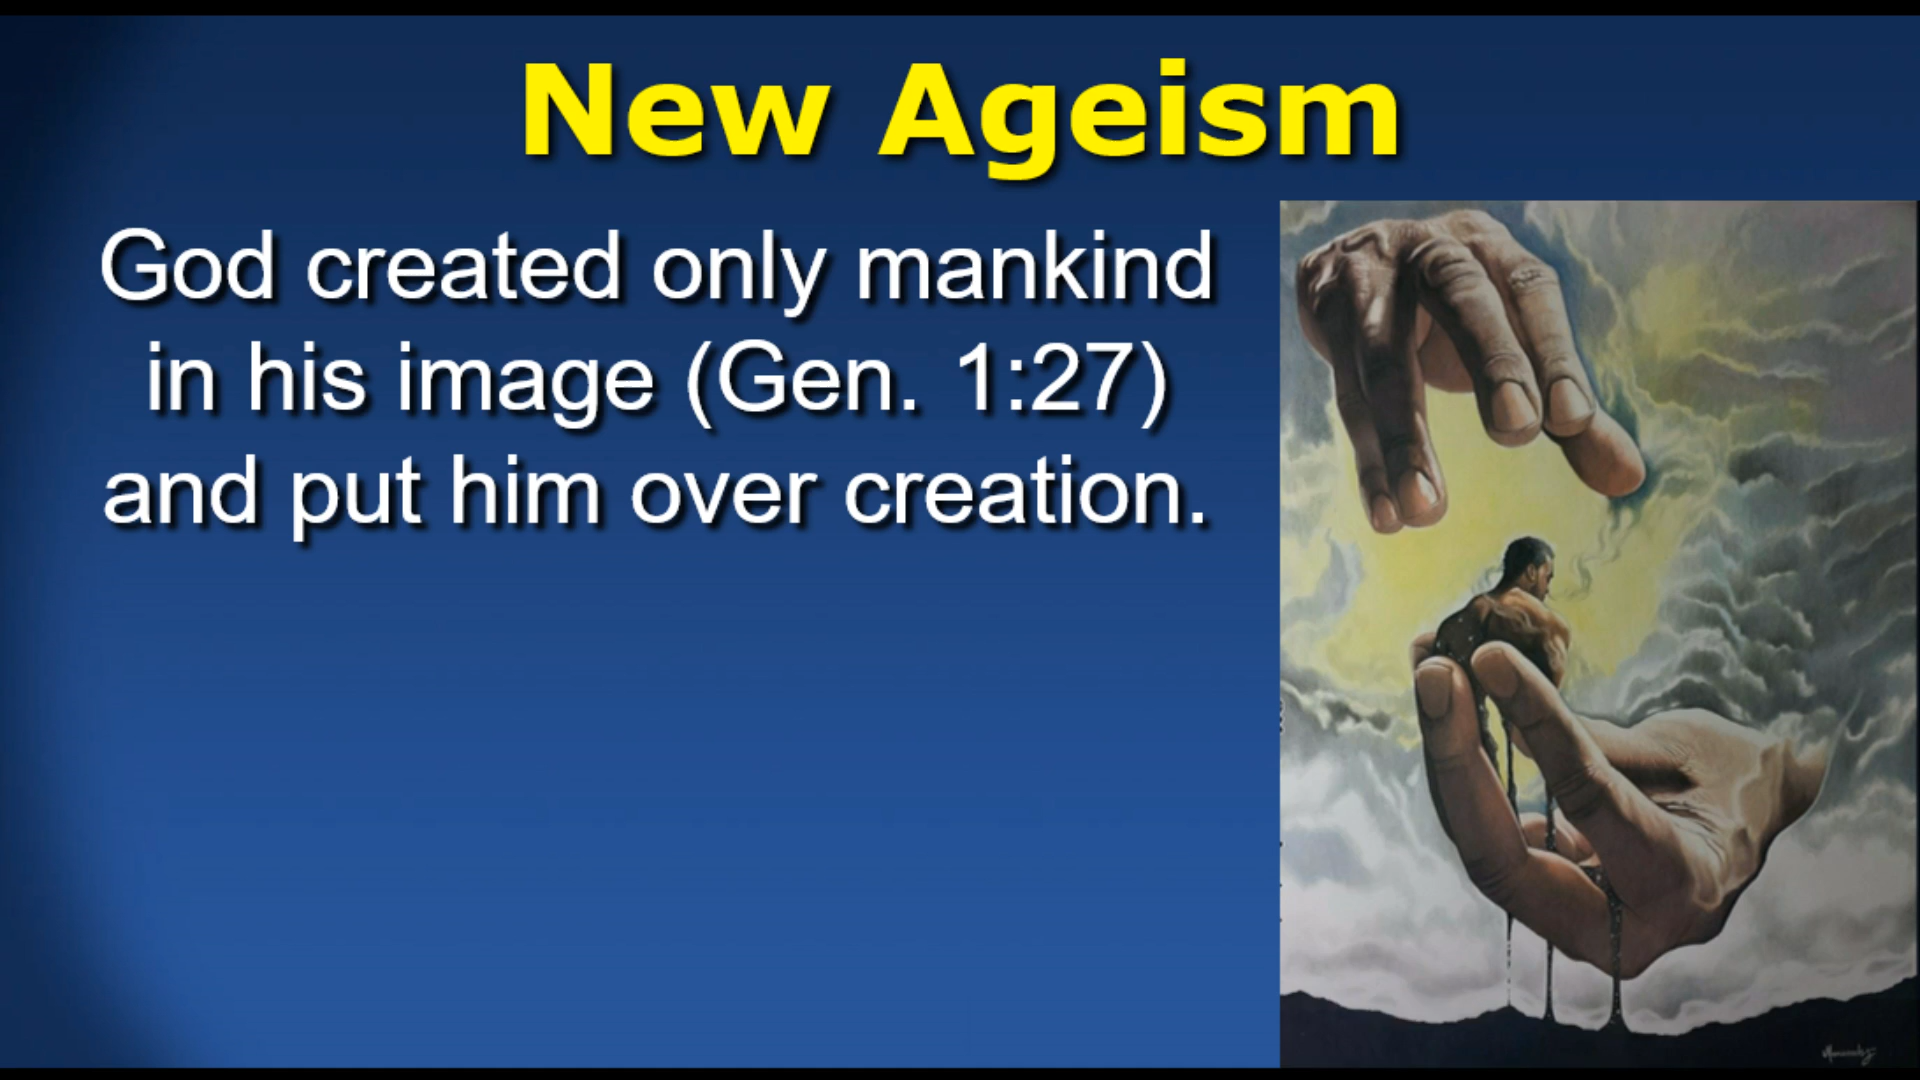 New Ageism
God created only mankind
in his image (Gen. 1:27)
and put him over creation.